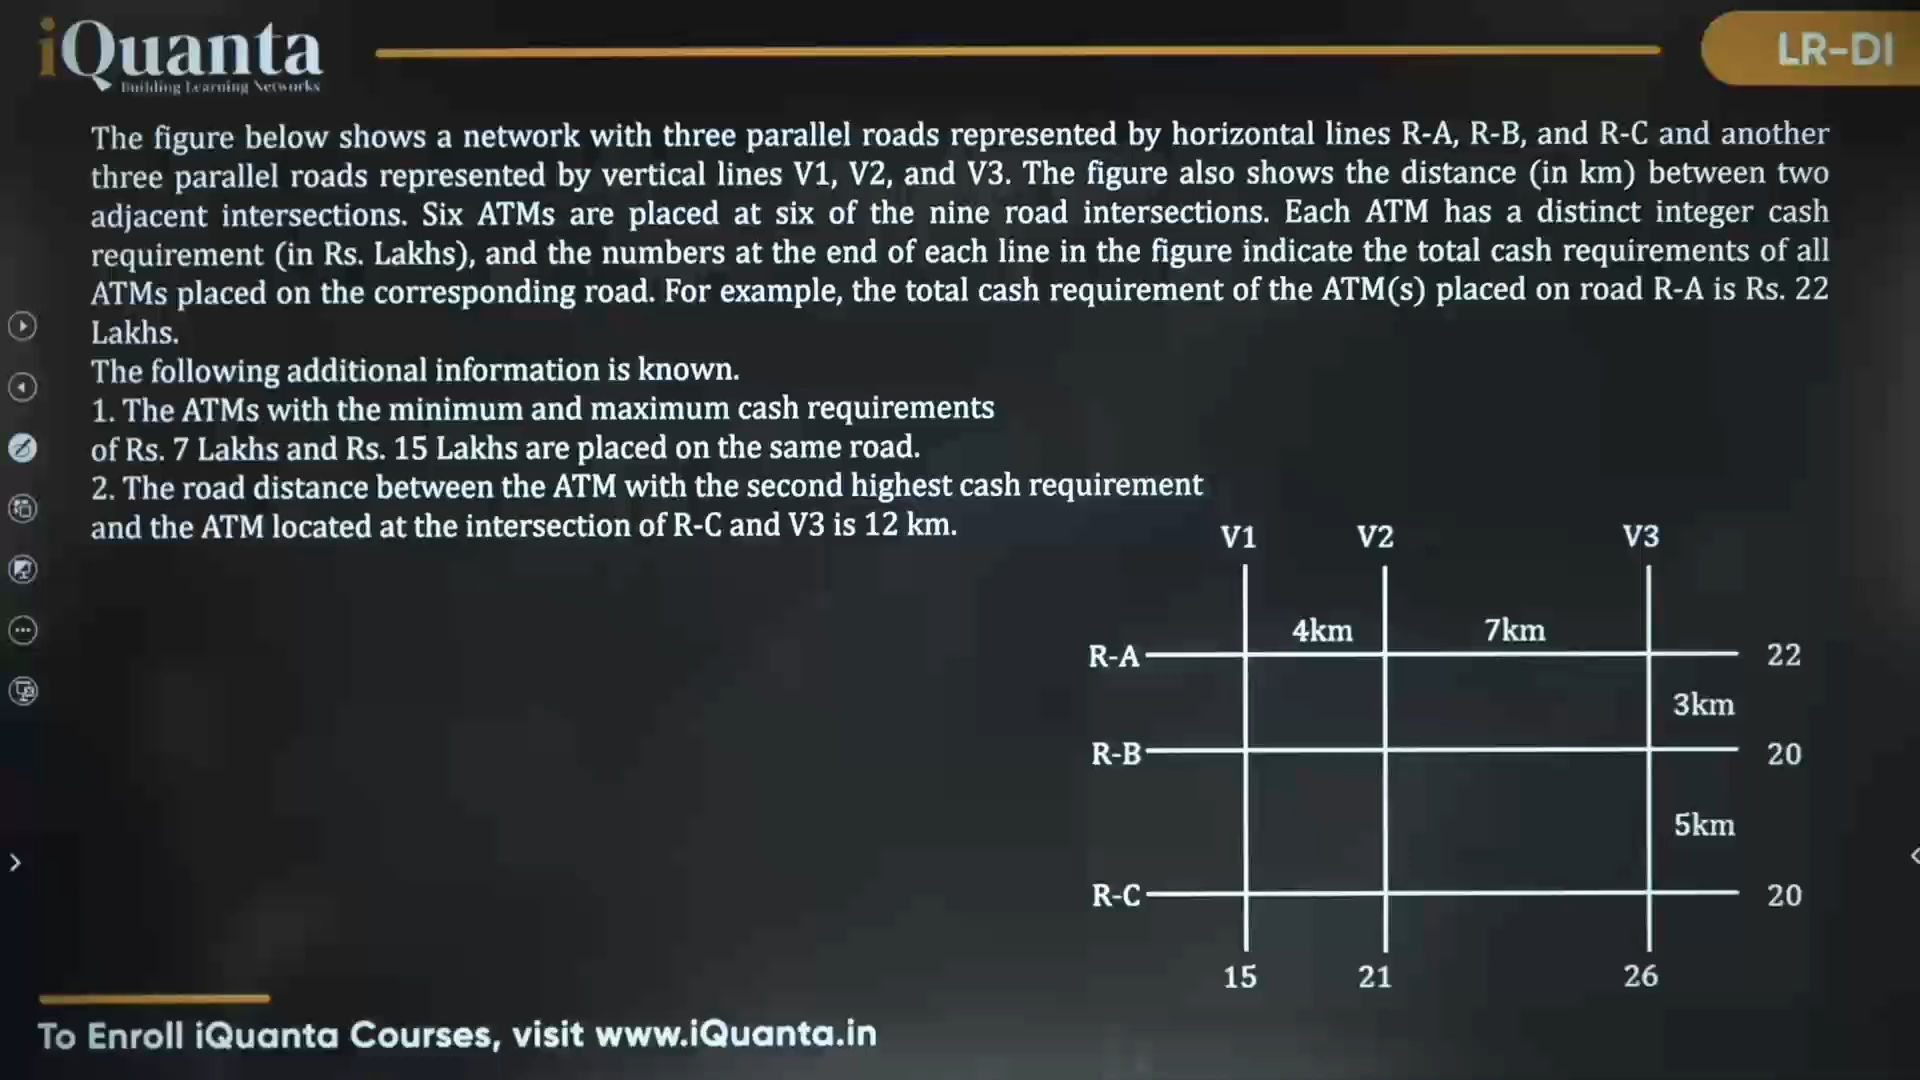 iQuanta
Building Learning Networks
LR-DI
The figure below shows a network with three parallel roads represented by horizontal lines R-A, R-B, and R-C and another
three parallel roads represented by vertical lines V1, V2, and V3. The figure also shows the distance (in km) between two
adjacent intersections. Six ATMs are placed at six of the nine road intersections. Each ATM has a distinct integer cash
requirement (in Rs. Lakhs), and the numbers at the end of each line in the figure indicate the total cash requirements of all
ATMs placed on the corresponding road. For example, the total cash requirement of the ATM(s) placed on road R-A is Rs. 22
Lakhs.
The following additional information is known.
1. The ATMs with the minimum and maximum cash requirements
of Rs. 7 Lakhs and Rs. 15 Lakhs are placed on the same road.
2. The road distance between the ATM with the second highest cash requirement
and the ATM located at the intersection of R-C and V3 is 12 km.
V1 V2 V3
4km 7km
R-A 22
3km
R-B 20
5km
R-C 20
15 21 26
To Enroll iQuanta Courses, visit www.iQuanta.in